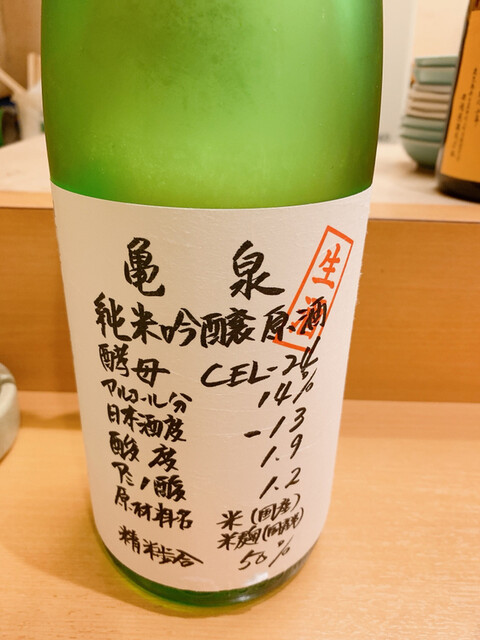 亀 泉
生酒
純米吟醸原酒
酵母 CEL-24
アルコール分 14%
日本酒度 -13
酸度 1.9
アミノ酸 1.2
原材料名 米(国産)
米麹(国産米)
精米歩合 50%